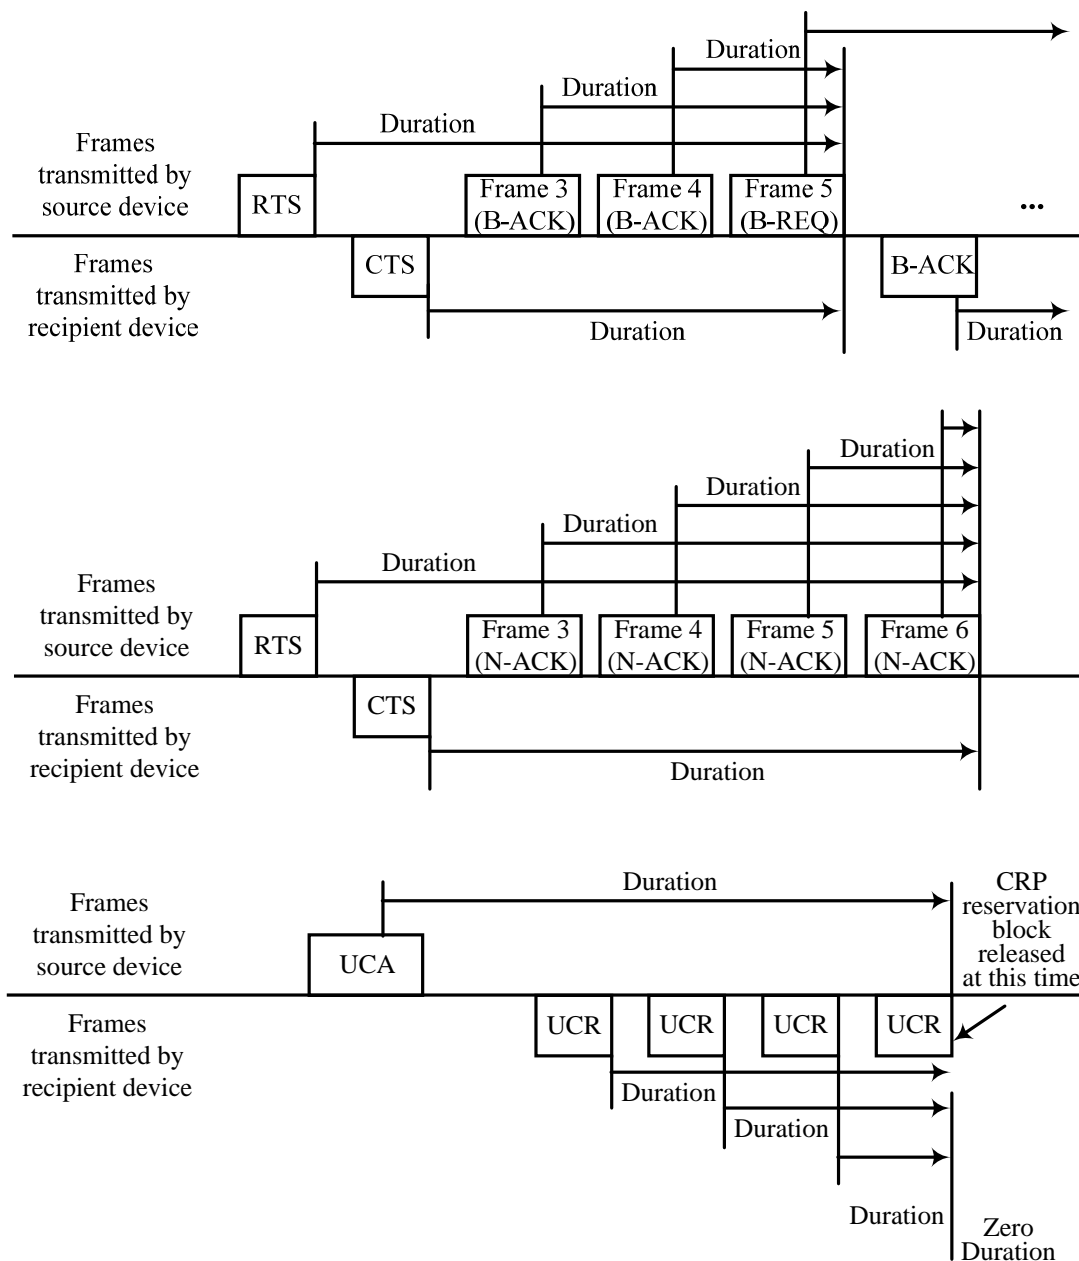 Duration
Duration
Duration
Frames
transmitted by
source device
RTS
Frame 3
(B-ACK)
Frame 4
(B-ACK)
Frame 5
(B-REQ)
...
Frames
transmitted by
recipient device
CTS
B-ACK
Duration
Duration
Duration
Duration
Duration
Duration
Frames
transmitted by
source device
RTS
Frame 3
(N-ACK)
Frame 4
(N-ACK)
Frame 5
(N-ACK)
Frame 6
(N-ACK)
Frames
transmitted by
recipient device
CTS
Duration
Duration
CRP
reservation
block
released
at this time
Frames
transmitted by
source device
UCA
Frames
transmitted by
recipient device
UCR
UCR
UCR
UCR
Duration
Duration
Duration
Zero
Duration